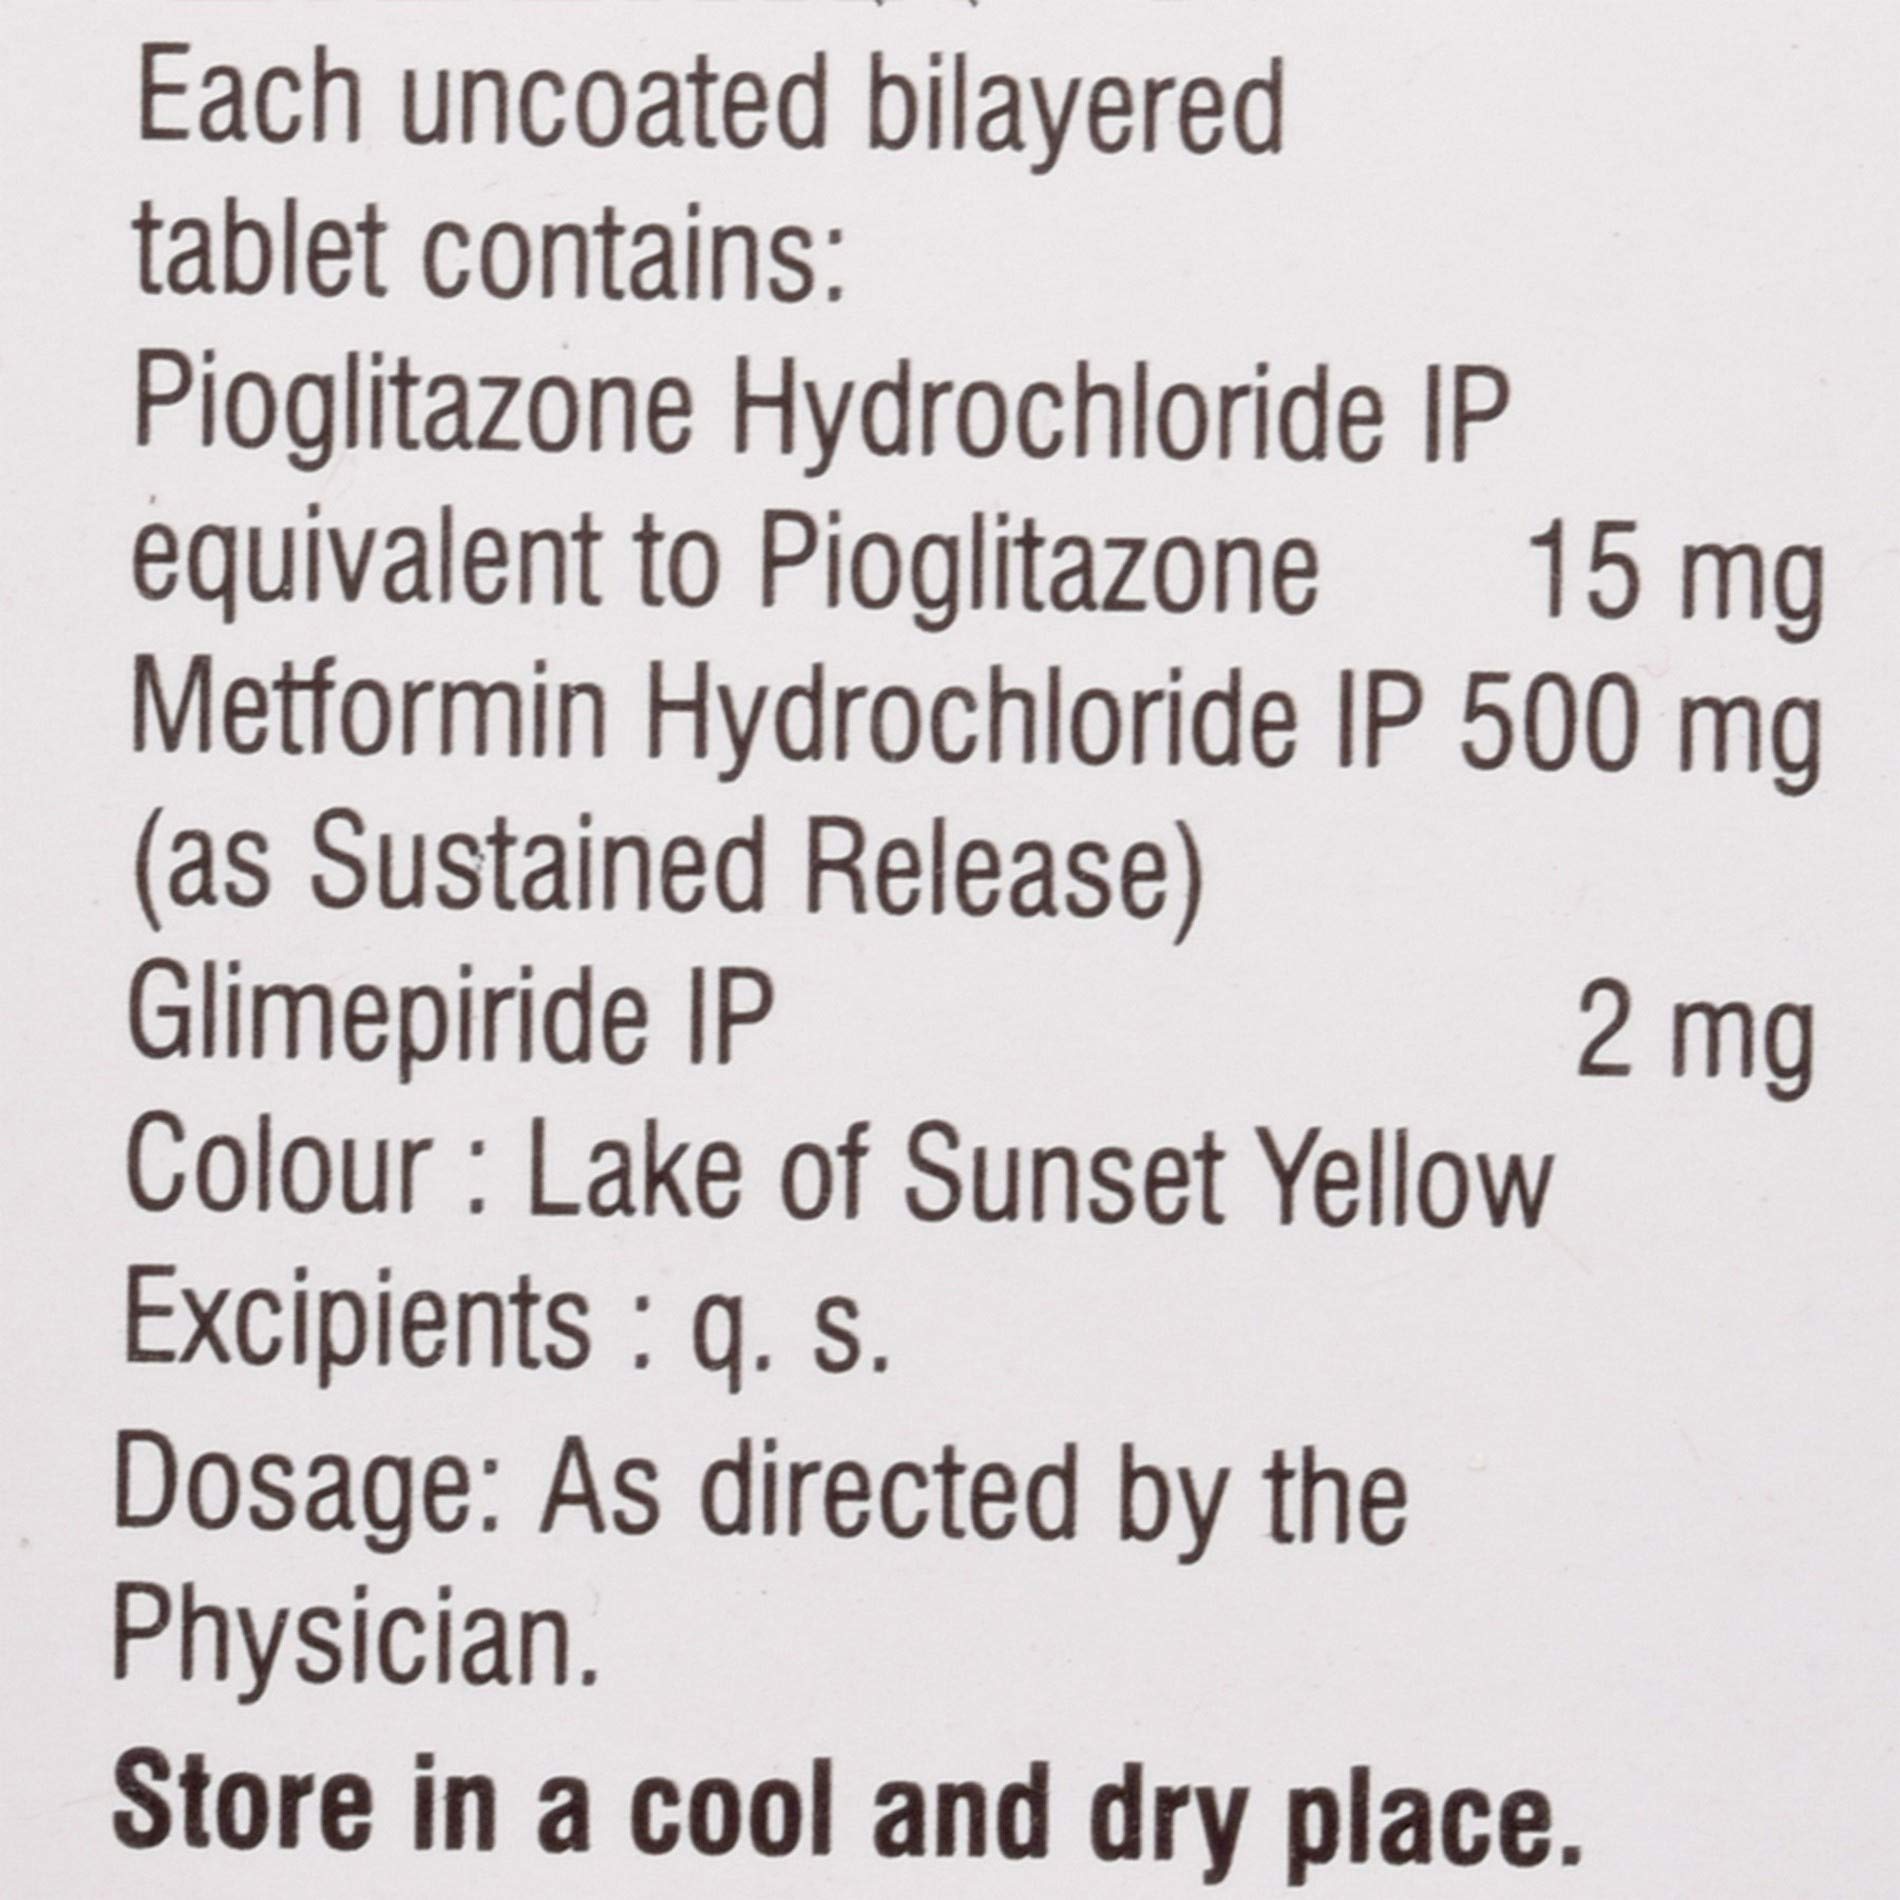 Each uncoated bilayered
tablet contains:
Pioglitazone Hydrochloride IP
equivalent to Pioglitazone 15 mg
Metformin Hydrochloride IP 500 mg
(as Sustained Release)
Glimepiride IP 2 mg
Colour : Lake of Sunset Yellow
Excipients : q. s.
Dosage: As directed by the
Physician.
Store in a cool and dry place.